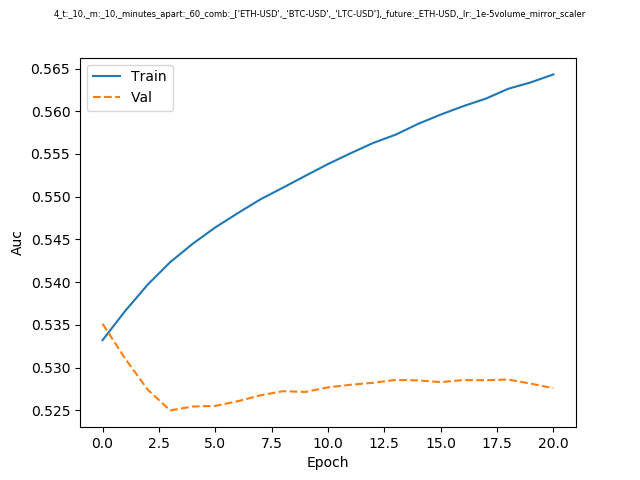 4_t:_10,_m:_10,_minutes_apart:_60_comb:_['ETH-USD',_'BTC-USD',_'LTC-USD'],_future:_ETH-USD,_lr:_1e-5volume_mirror_scaler
Train
Val
0.565
0.560
0.555
0.550
0.545
0.540
0.535
0.530
0.525
Auc
0.0 2.5 5.0 7.5 10.0 12.5 15.0 17.5 20.0
Epoch